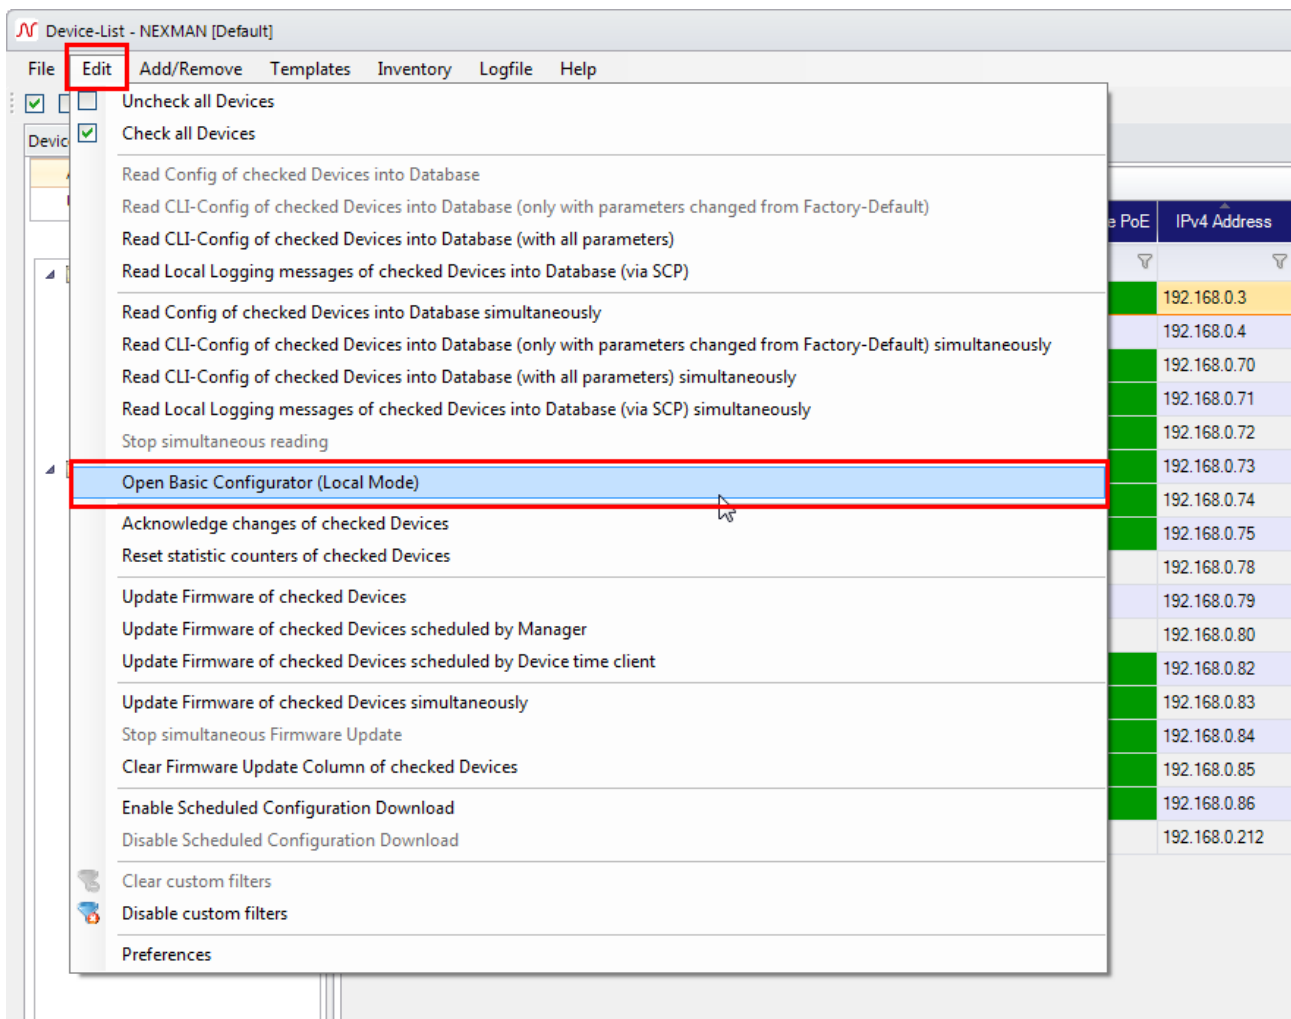 Device-List - NEXMAN [Default]
File Edit Add/Remove Templates Inventory Logfile Help
Uncheck all Devices
Check all Devices
Read Config of checked Devices into Database
Read CLI-Config of checked Devices into Database (only with parameters changed from Factory-Default)
Read CLI-Config of checked Devices into Database (with all parameters)
Read Local Logging messages of checked Devices into Database (via SCP)
Read Config of checked Devices into Database simultaneously
Read CLI-Config of checked Devices into Database (only with parameters changed from Factory-Default) simultaneously
Read CLI-Config of checked Devices into Database (with all parameters) simultaneously
Read Local Logging messages of checked Devices into Database (via SCP) simultaneously
Stop simultaneous reading
Open Basic Configurator (Local Mode)
Acknowledge changes of checked Devices
Reset statistic counters of checked Devices
Update Firmware of checked Devices
Update Firmware of checked Devices scheduled by Manager
Update Firmware of checked Devices scheduled by Device time client
Update Firmware of checked Devices simultaneously
Stop simultaneous Firmware Update
Clear Firmware Update Column of checked Devices
Enable Scheduled Configuration Download
Disable Scheduled Configuration Download
Clear custom filters
Disable custom filters
Preferences
PoE IPv4 Address
192.168.0.3
192.168.0.4
192.168.0.70
192.168.0.71
192.168.0.72
192.168.0.73
192.168.0.74
192.168.0.75
192.168.0.78
192.168.0.79
192.168.0.80
192.168.0.82
192.168.0.83
192.168.0.84
192.168.0.85
192.168.0.86
192.168.0.212